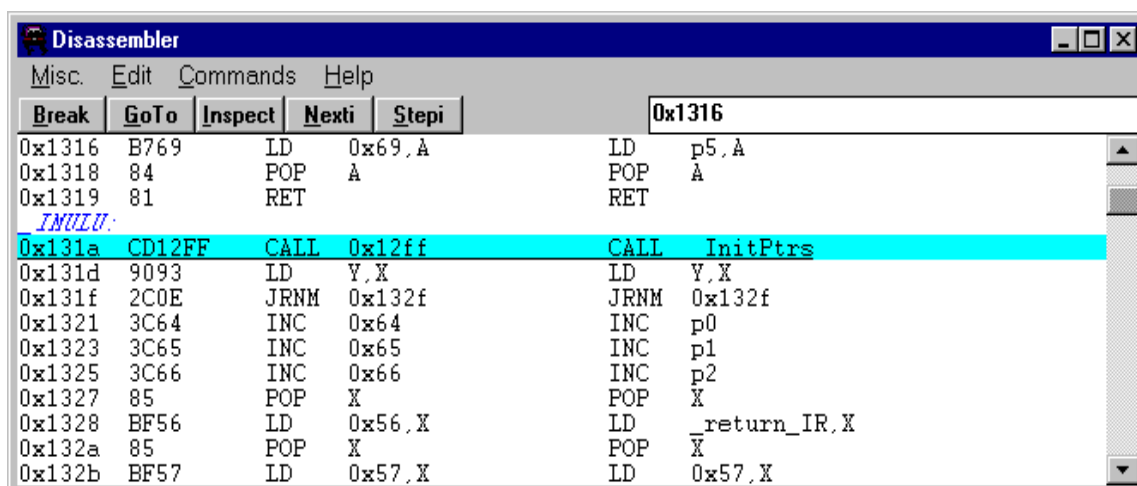 Disassembler
Misc. Edit Commands Help
Break GoTo Inspect Nexti Stepi 0x1316
0x1316 B769 LD 0x69,A LD p5,A
0x1318 84 POP A POP A
0x1319 81 RET RET
_IMULU:
0x131a CD12FF CALL 0x12ff CALL _InitPtrs
0x131d 9093 LD Y,X LD Y,X
0x131f 2C0E JRNM 0x132f JRNM 0x132f
0x1321 3C64 INC 0x64 INC p0
0x1323 3C65 INC 0x65 INC p1
0x1325 3C66 INC 0x66 INC p2
0x1327 85 POP X POP X
0x1328 BF56 LD 0x56,X LD _return_IR,X
0x132a 85 POP X POP X
0x132b BF57 LD 0x57,X LD 0x57,X